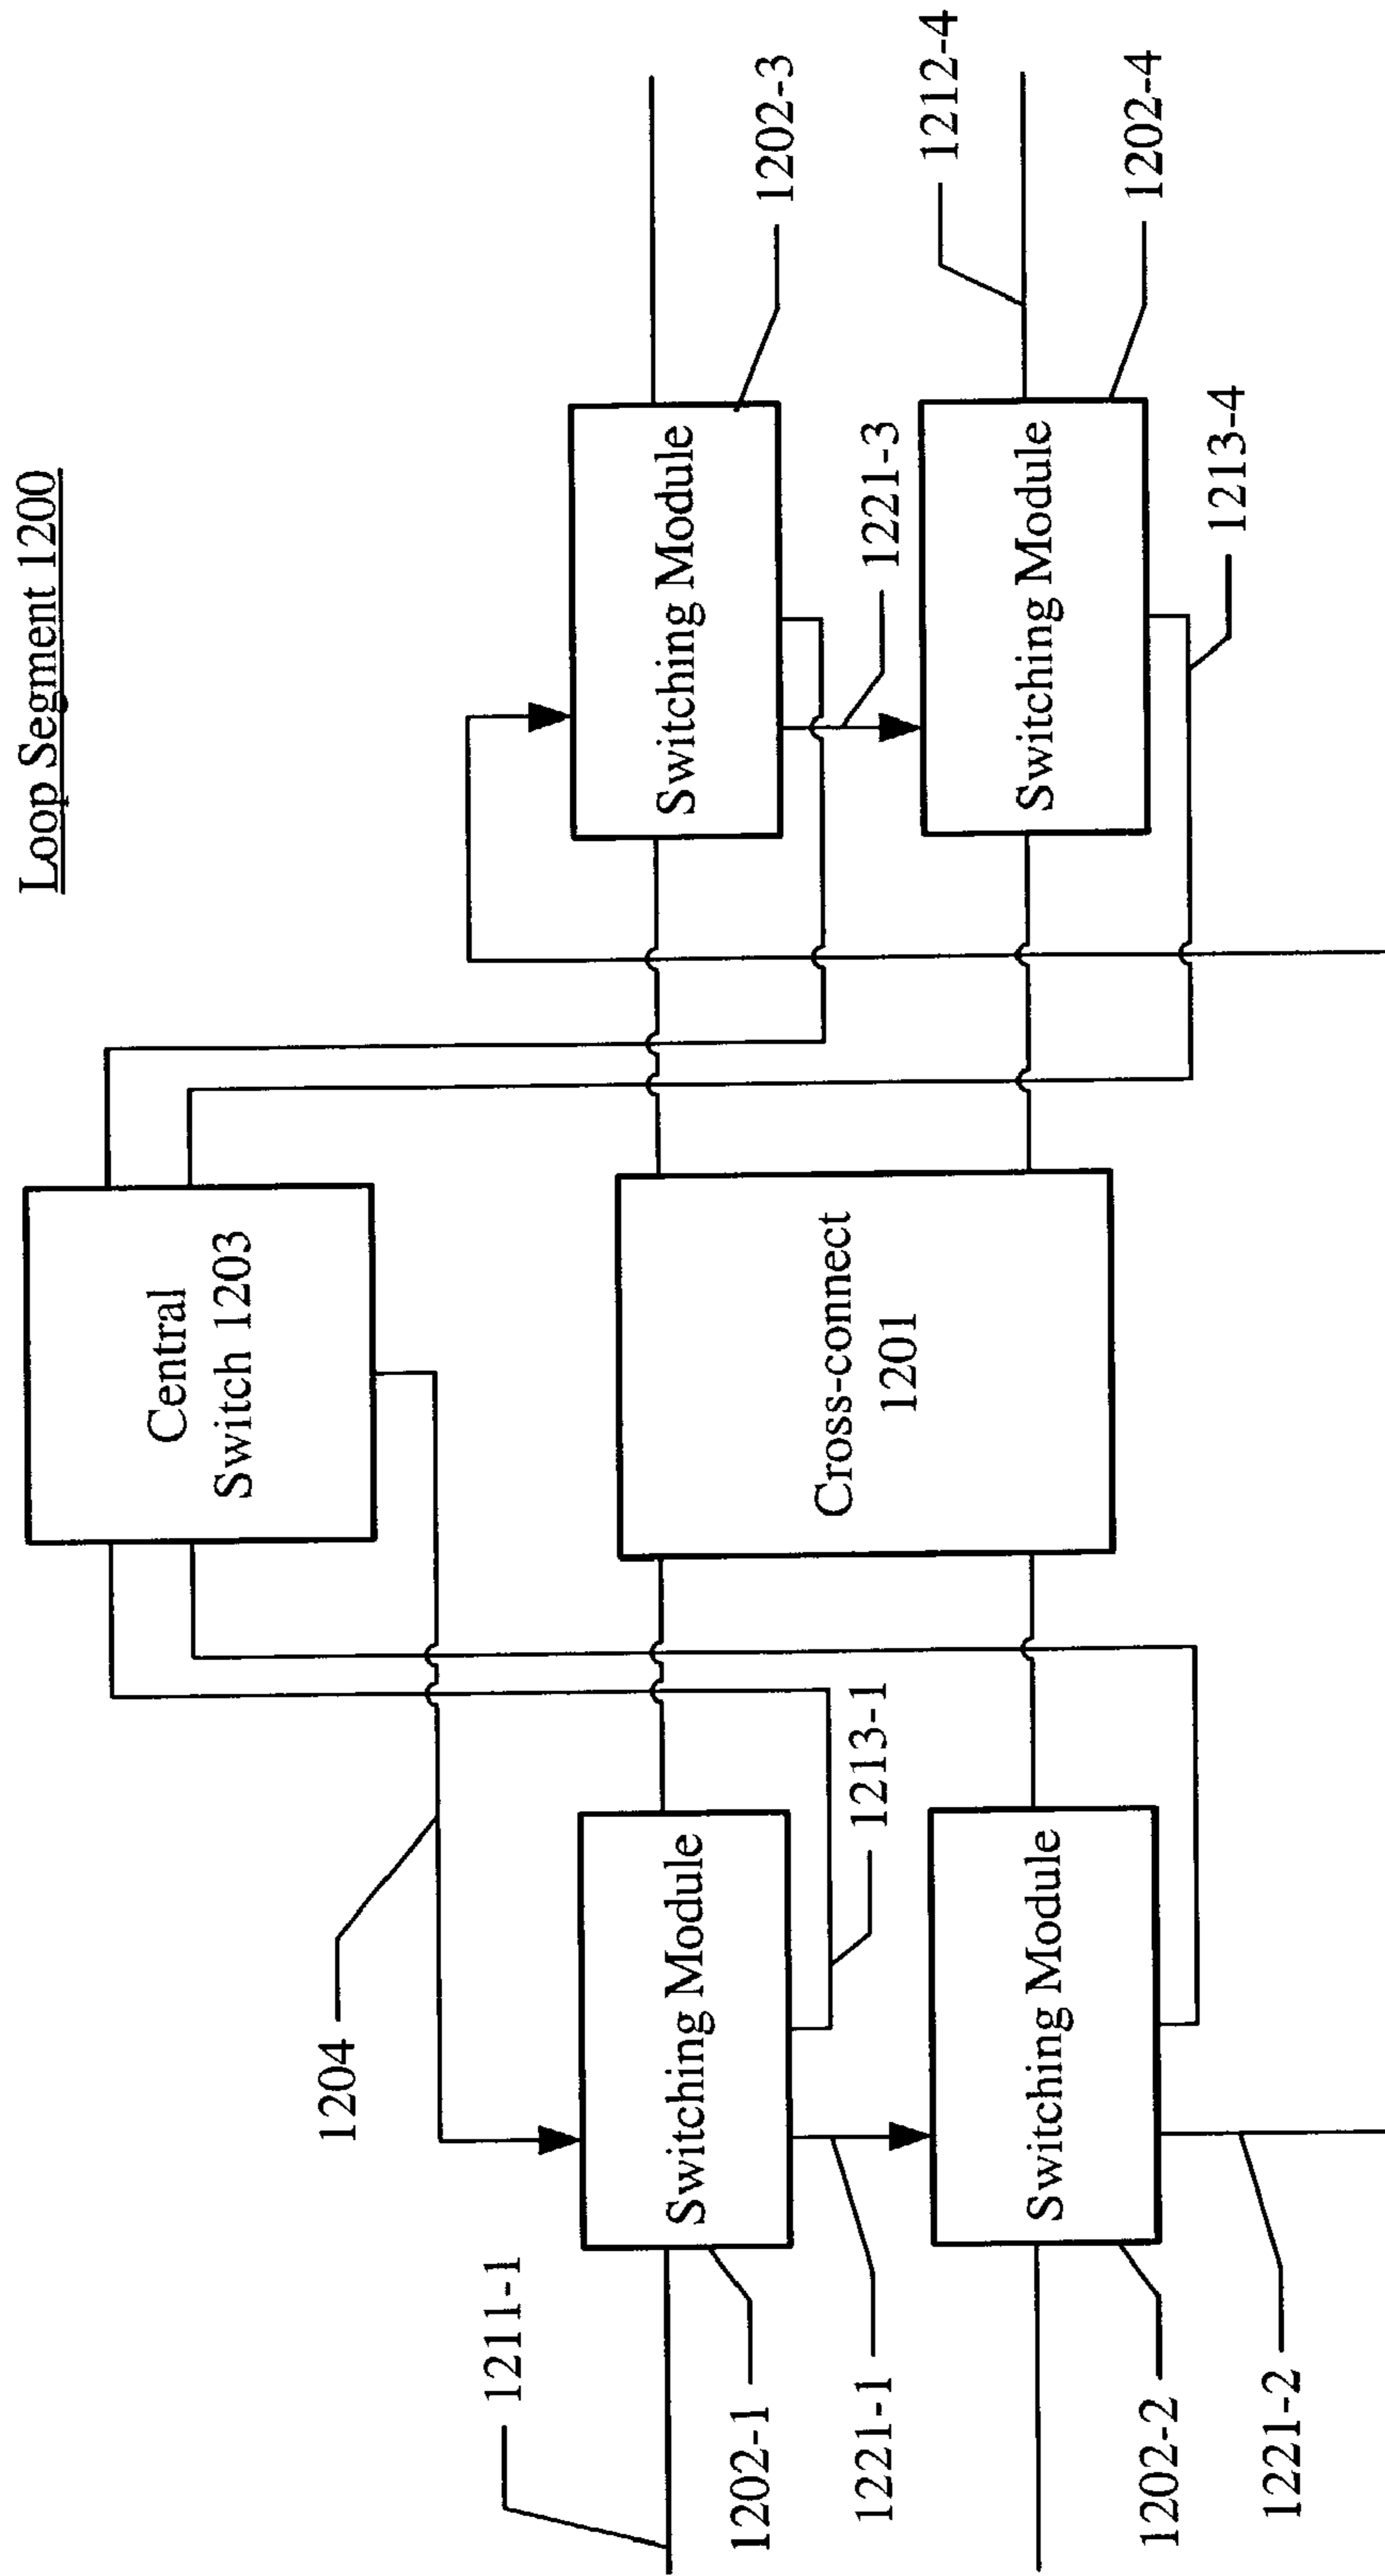 Loop Segment 1200
Central
Switch 1203
1204
1211-1
1202-1
Switching Module
1221-1
1213-1
Cross-connect
1201
Switching Module
1202-3
1221-3
1212-4
Switching Module
1202-2
1221-2
Switching Module
1202-4
1213-4